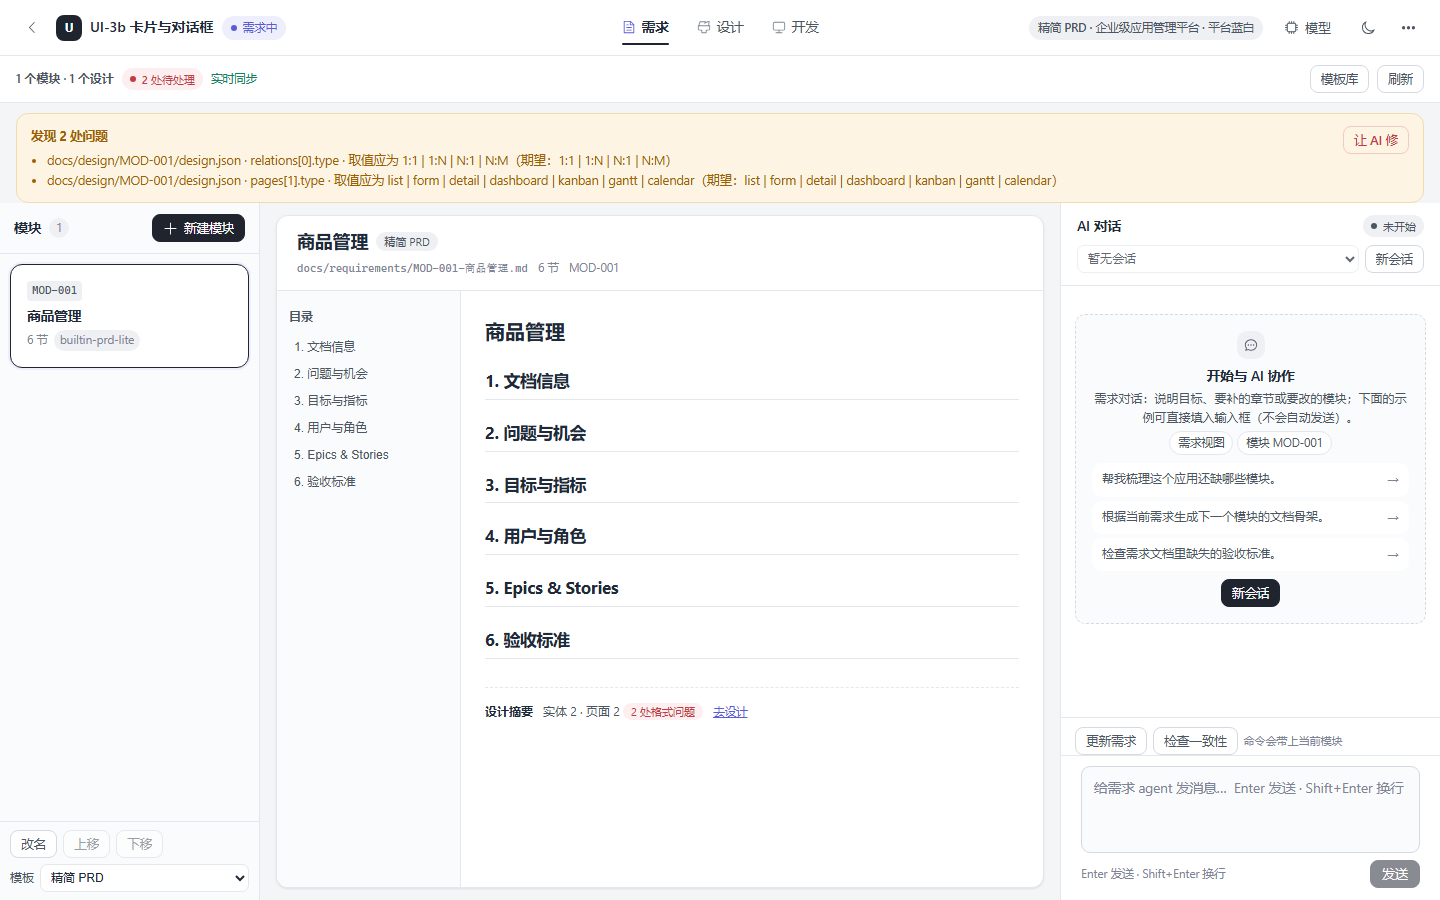 U UI-3b 卡片与对话框 需求中 需求 设计 开发 精简 PRD · 企业级应用管理平台 · 平台蓝白 模型
1 个模块 · 1 个设计 2 处待处理 实时同步 模板库 刷新
发现 2 处问题 让 AI 修
docs/design/MOD-001/design.json · relations[0].type · 取值应为 1:1 | 1:N | N:1 | N:M（期望：1:1 | 1:N | N:1 | N:M）
docs/design/MOD-001/design.json · pages[1].type · 取值应为 list | form | detail | dashboard | kanban | gantt | calendar（期望：list | form | detail | dashboard | kanban | gantt | calendar）
模块 1 新建模块
MOD-001
商品管理
6 节 builtin-prd-lite
改名 上移 下移
模板 精简 PRD
商品管理 精简 PRD
docs/requirements/MOD-001-商品管理.md 6 节 MOD-001
目录
1. 文档信息
2. 问题与机会
3. 目标与指标
4. 用户与角色
5. Epics & Stories
6. 验收标准
商品管理
1. 文档信息
2. 问题与机会
3. 目标与指标
4. 用户与角色
5. Epics & Stories
6. 验收标准
设计摘要 实体 2 · 页面 2 2 处格式问题 去设计
AI 对话 未开始
暂无会话 新会话
开始与 AI 协作
需求对话：说明目标、要补的章节或要改的模块；下面的示
例可直接填入输入框（不会自动发送）。
需求视图 模块 MOD-001
帮我梳理这个应用还缺哪些模块。 →
根据当前需求生成下一个模块的文档骨架。 →
检查需求文档里缺失的验收标准。 →
新会话
更新需求 检查一致性 命令会带上当前模块
给需求 agent 发消息... Enter 发送 · Shift+Enter 换行
Enter 发送 · Shift+Enter 换行 发送